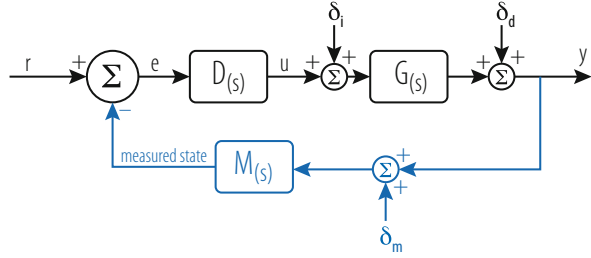 δi δd
r + Σ e D(s) u + Σ + G(s) + Σ + y
−
measured state M(s) Σ + +
δm